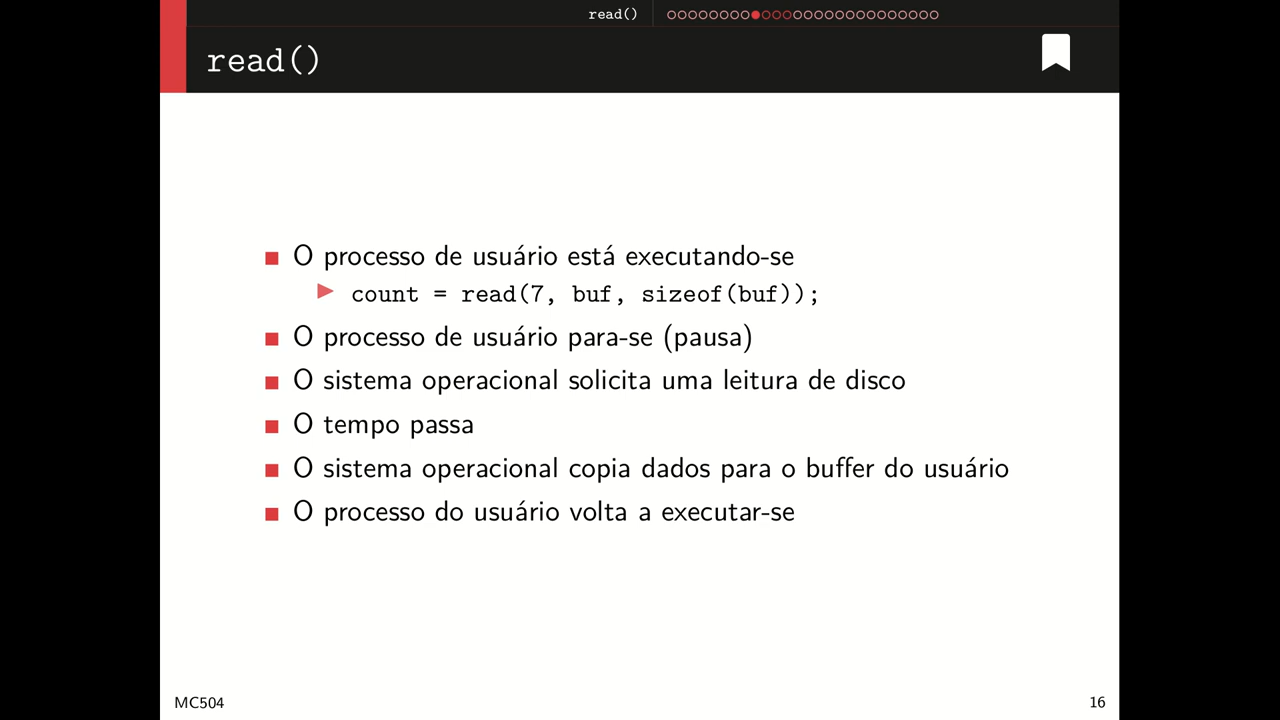 read()
read()
O processo de usuário está executando-se
count = read(7, buf, sizeof(buf));
O processo de usuário para-se (pausa)
O sistema operacional solicita uma leitura de disco
O tempo passa
O sistema operacional copia dados para o buffer do usuário
O processo do usuário volta a executar-se
MC504
16